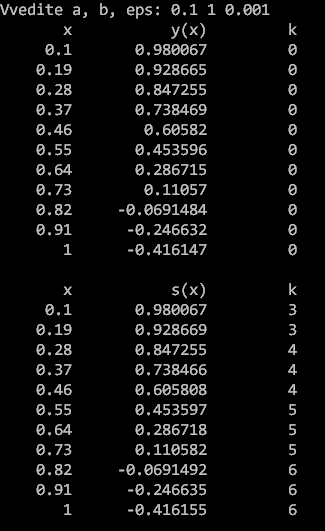 Vvedite a, b, eps: 0.1 1 0.001
x y(x) k
0.1 0.980067 0
0.19 0.928665 0
0.28 0.847255 0
0.37 0.738469 0
0.46 0.60582 0
0.55 0.453596 0
0.64 0.286715 0
0.73 0.11057 0
0.82 -0.0691484 0
0.91 -0.246632 0
1 -0.416147 0
x s(x) k
0.1 0.980067 3
0.19 0.928669 3
0.28 0.847255 4
0.37 0.738466 4
0.46 0.605808 4
0.55 0.453597 5
0.64 0.286718 5
0.73 0.110582 5
0.82 -0.0691492 6
0.91 -0.246635 6
1 -0.416155 6